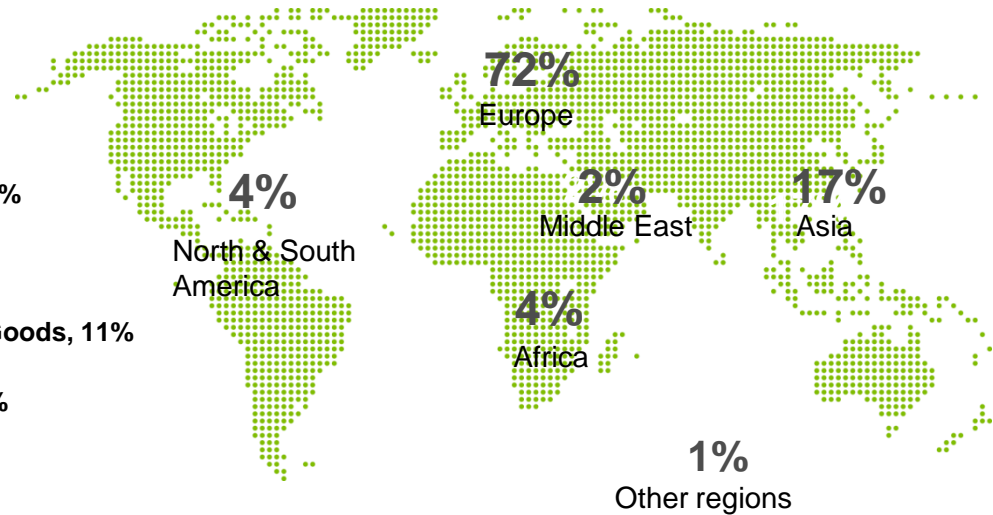 72%
Europe
4%
North & South
America
2%
Middle East
17%
Asia
%
4%
Africa
oods, 11%
%
1%
Other regions